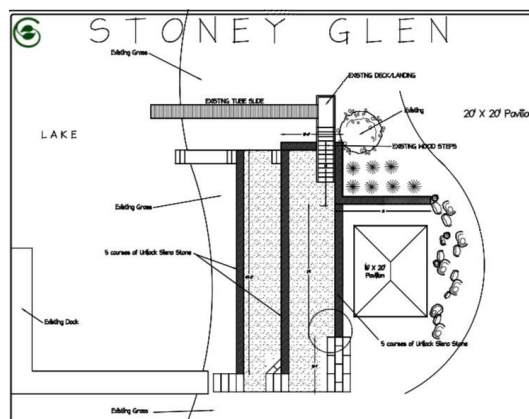 STONEY GLEN
Existing Grass
EXISTING DECK/LANDING
EXISTING TUBE SLIDE
Existing
20' X 20' Pavilio
LAKE
EXISTING WOOD STEPS
Existing Grass
5 courses of Unilock Siena Stone
X 20'
Pavilion
Existing Dock
5 courses of Unilock Siena Stone
Existing Grass